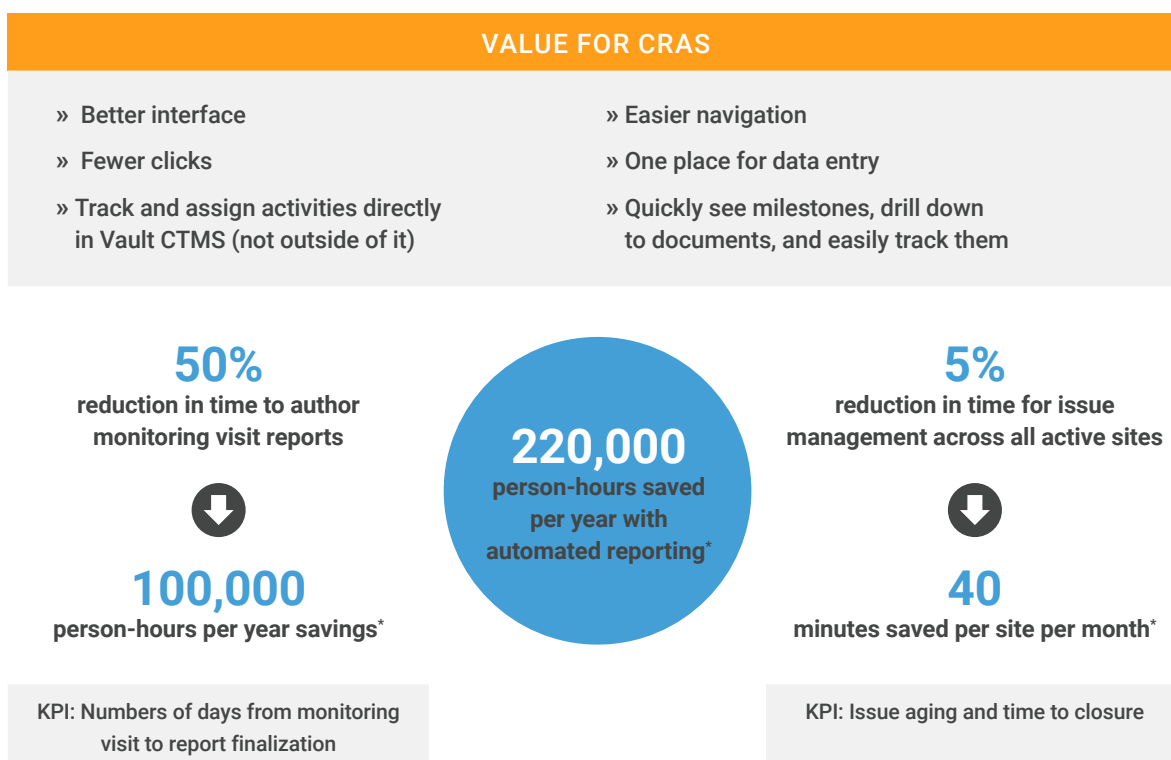 VALUE FOR CRAS
» Better interface
» Fewer clicks
» Track and assign activities directly
in Vault CTMS (not outside of it)
» Easier navigation
» One place for data entry
» Quickly see milestones, drill down
to documents, and easily track them
50%
reduction in time to author
monitoring visit reports
100,000
person-hours per year savings*
KPI: Numbers of days from monitoring
visit to report finalization
220,000
person-hours saved
per year with
automated reporting*
5%
reduction in time for issue
management across all active sites
40
minutes saved per site per month*
KPI: Issue aging and time to closure